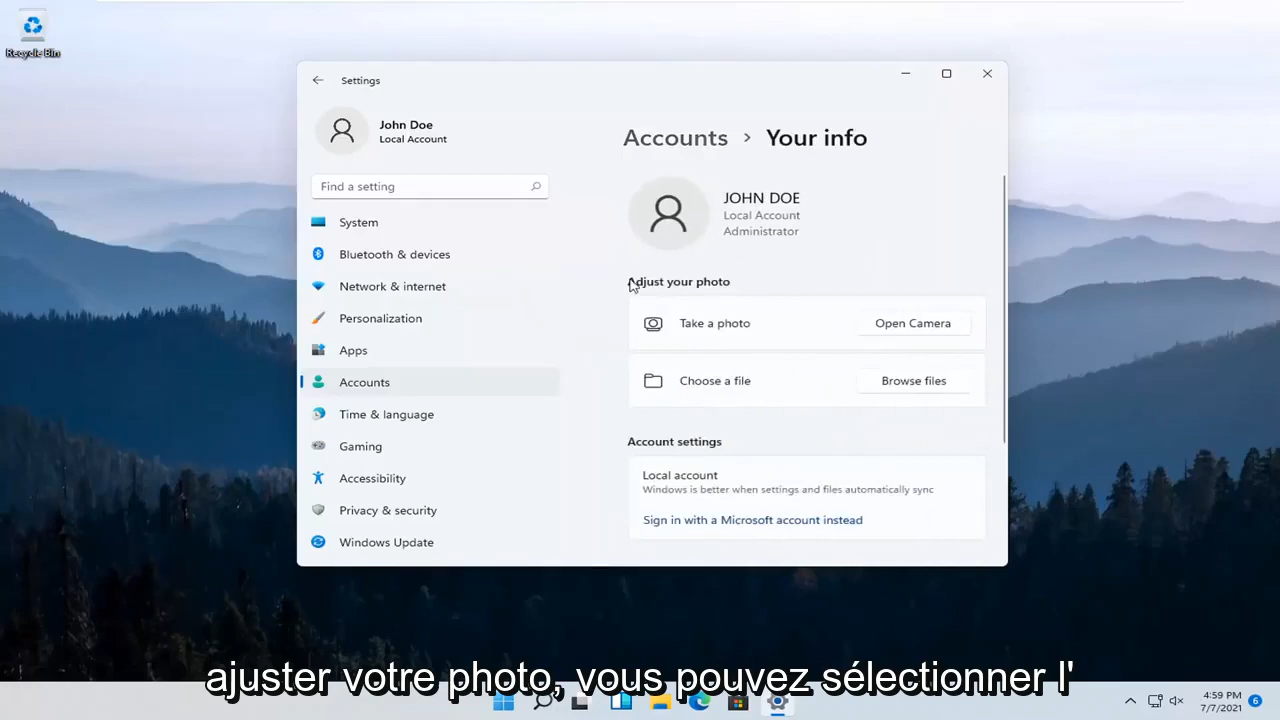 Recycle Bin
Settings
John Doe
Local Account
Find a setting
System
Bluetooth & devices
Network & internet
Personalization
Apps
Accounts
Time & language
Gaming
Accessibility
Privacy & security
Windows Update
Accounts > Your info
JOHN DOE
Local Account
Administrator
Adjust your photo
Take a photo
Open Camera
Choose a file
Browse files
Account settings
Local account
Windows is better when settings and files automatically sync
Sign in with a Microsoft account instead
ajuster votre photo, vous pouvez sélectionner l'
4:59 PM
7/7/2021
6